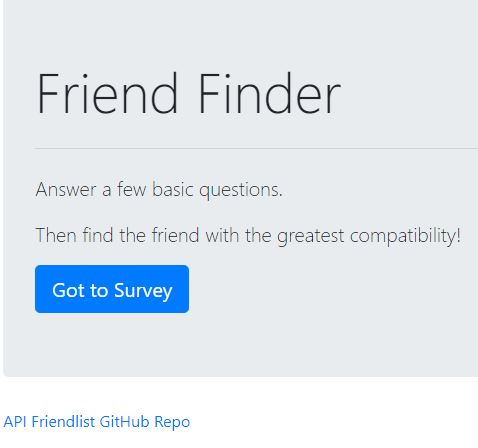 Friend Finder
Answer a few basic questions.
Then find the friend with the greatest compatibility!
Got to Survey
API Friendlist GitHub Repo